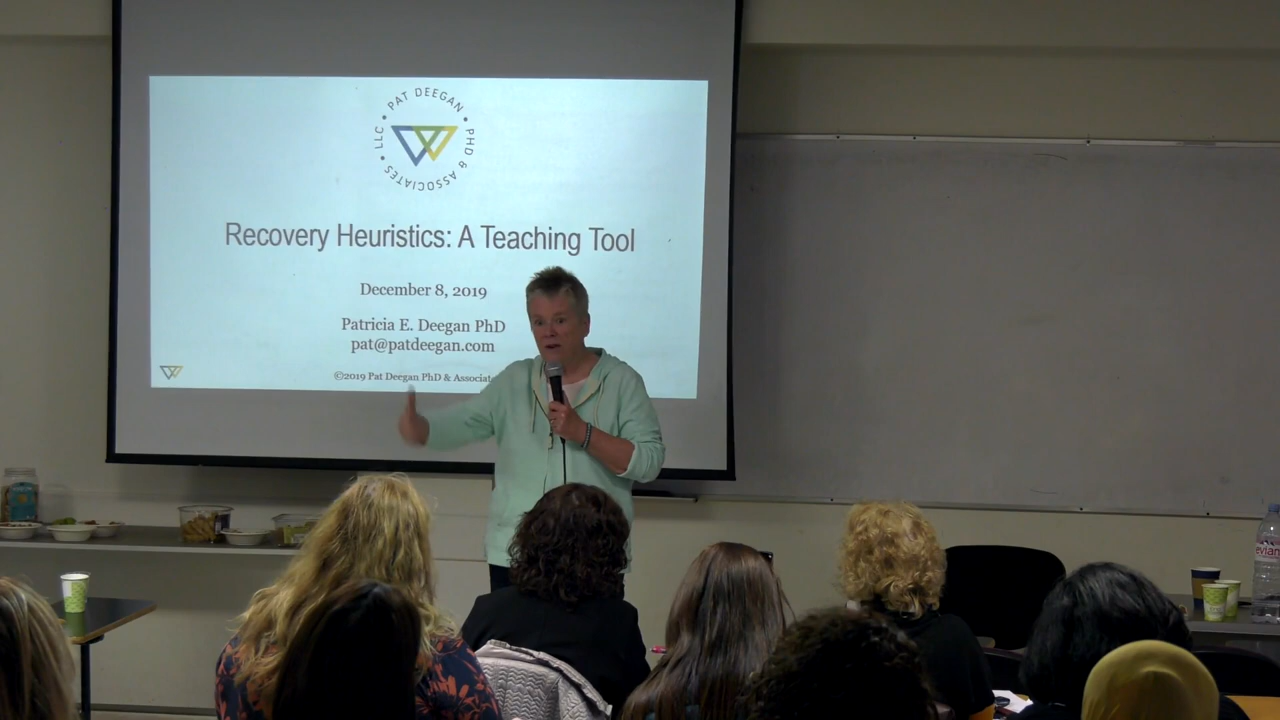 PAT DEEGAN • PHD & ASSOCIATES • LLC •
Recovery Heuristics: A Teaching Tool
December 8, 2019
Patricia E. Deegan PhD
pat@patdeegan.com
©2019 Pat Deegan PhD & Associate
evian